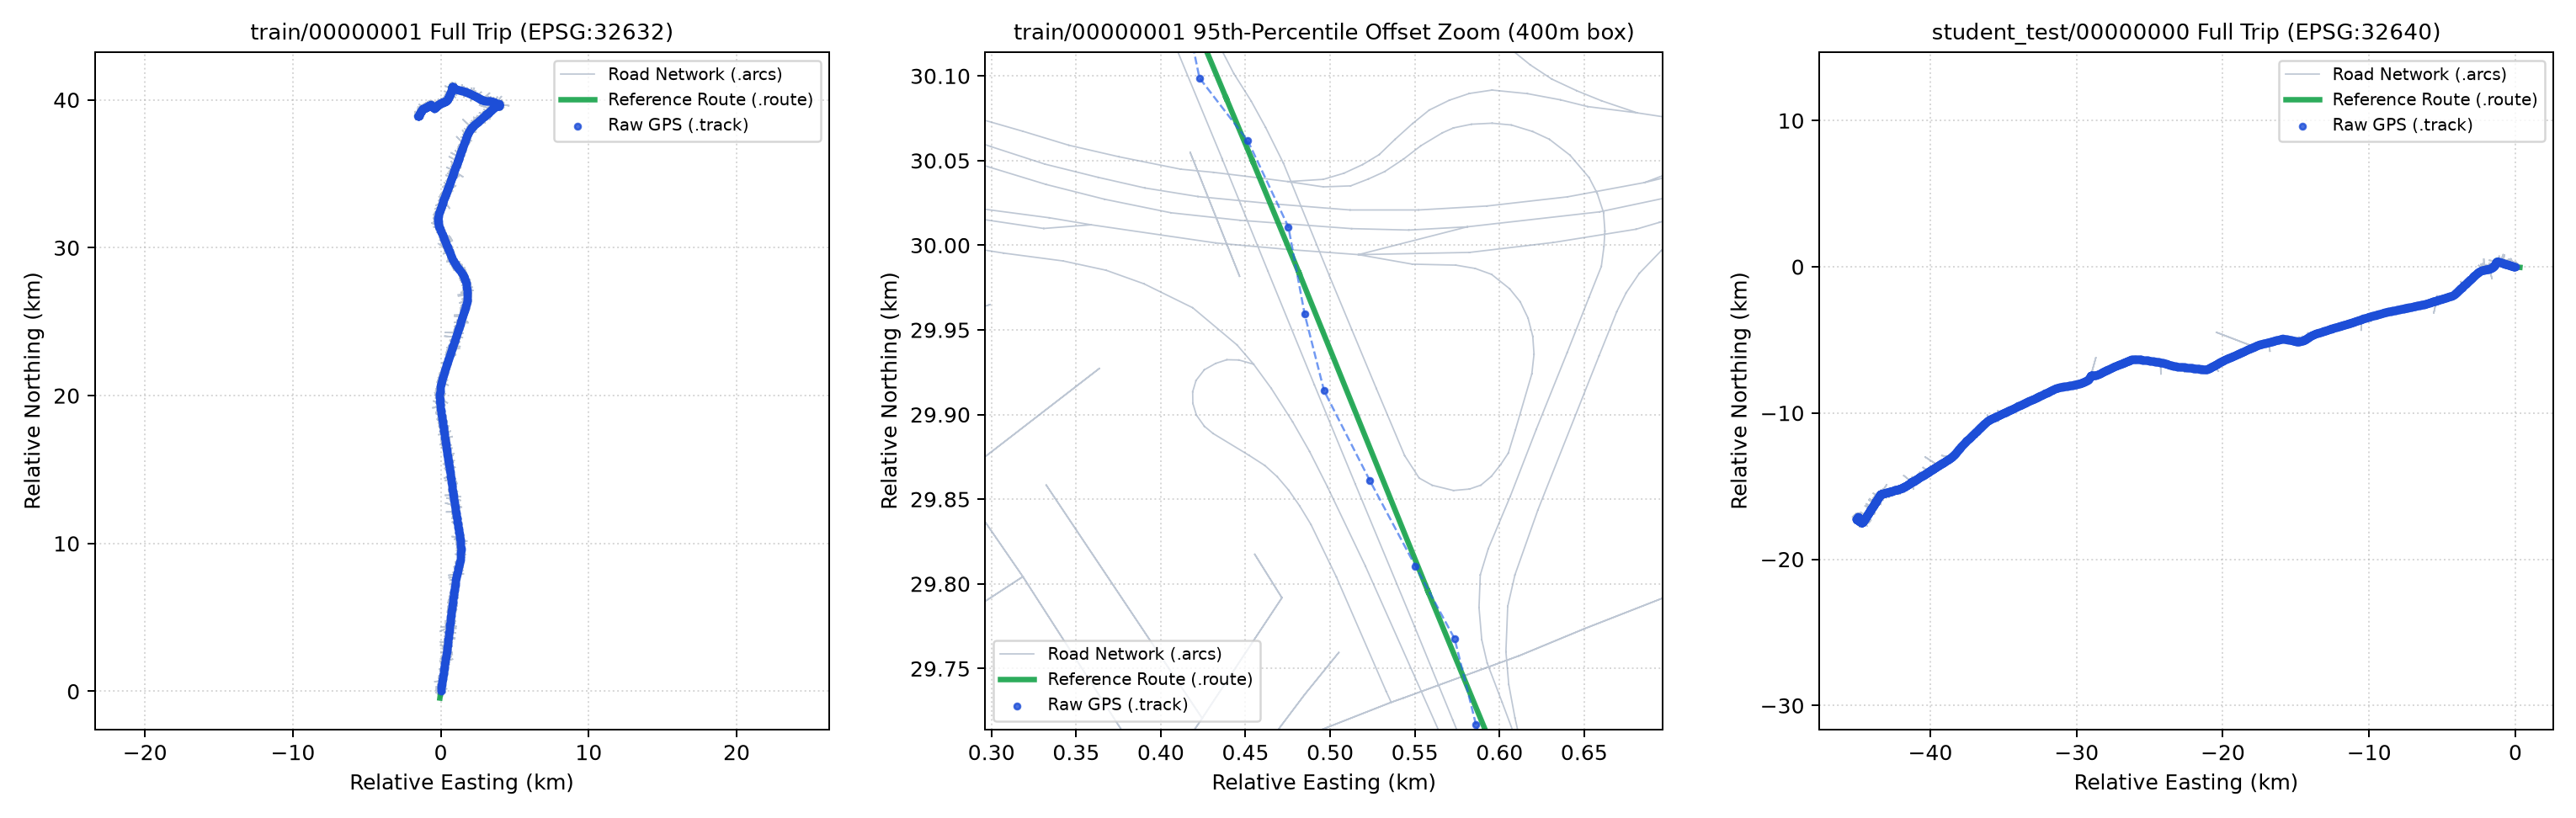 train/00000001 Full Trip (EPSG:32632)
Road Network (.arcs)
Reference Route (.route)
Raw GPS (.track)
40
30
20
10
0
Relative Northing (km)
−20
−10
0
10
20
Relative Easting (km)
train/00000001 95th-Percentile Offset Zoom (400m box)
30.10
30.05
30.00
29.95
29.90
29.85
29.80
29.75
Relative Northing (km)
Road Network (.arcs)
Reference Route (.route)
Raw GPS (.track)
0.30
0.35
0.40
0.45
0.50
0.55
0.60
0.65
Relative Easting (km)
student_test/00000000 Full Trip (EPSG:32640)
Road Network (.arcs)
Reference Route (.route)
Raw GPS (.track)
10
0
−10
−20
−30
Relative Northing (km)
−40
−30
−20
−10
0
Relative Easting (km)